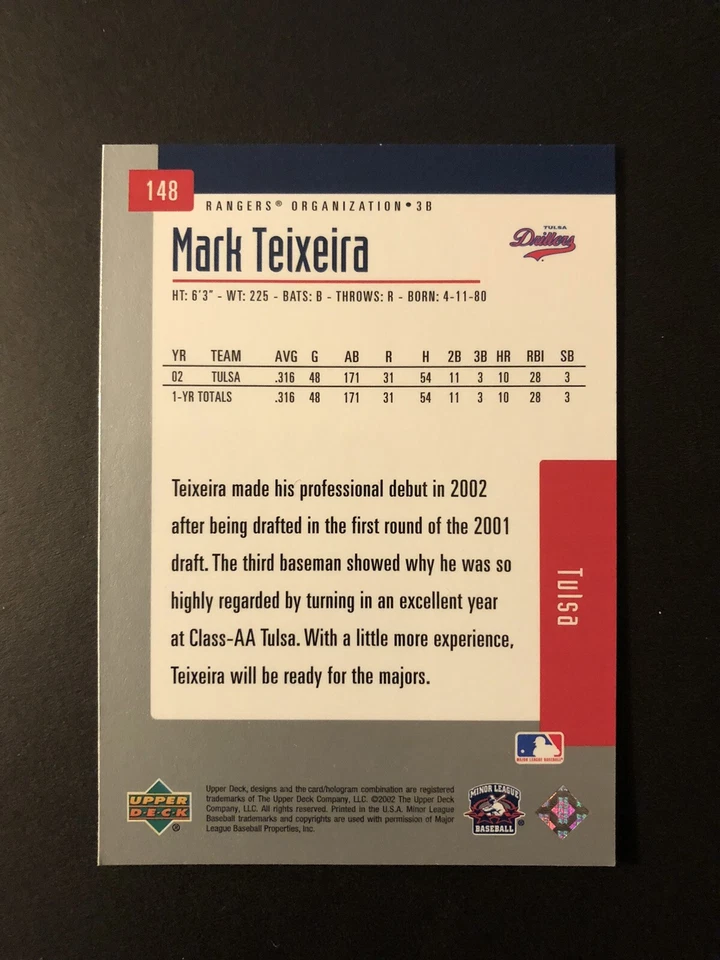 148
RANGERS® ORGANIZATION • 3B
Mark Teixeira
TULSA
Drillers
HT: 6'3" - WT: 225 - BATS: B - THROWS: R - BORN: 4-11-80
YR TEAM AVG G AB R H 2B 3B HR RBI SB
02 TULSA .316 48 171 31 54 11 3 10 28 3
1-YR TOTALS .316 48 171 31 54 11 3 10 28 3
Teixeira made his professional debut in 2002
after being drafted in the first round of the 2001
draft. The third baseman showed why he was so
highly regarded by turning in an excellent year
at Class-AA Tulsa. With a little more experience,
Teixeira will be ready for the majors.
Tulsa
MAJOR LEAGUE BASEBALL®
UPPER
DECK
®
Upper Deck, designs and the card/hologram combination are registered
trademarks of The Upper Deck Company, LLC. ©2002 The Upper Deck
Company, LLC. All rights reserved. Printed in the U.S.A. Minor League
Baseball trademarks and copyrights are used with permission of Major
League Baseball Properties, Inc.
MINOR LEAGUE
BASEBALL
®